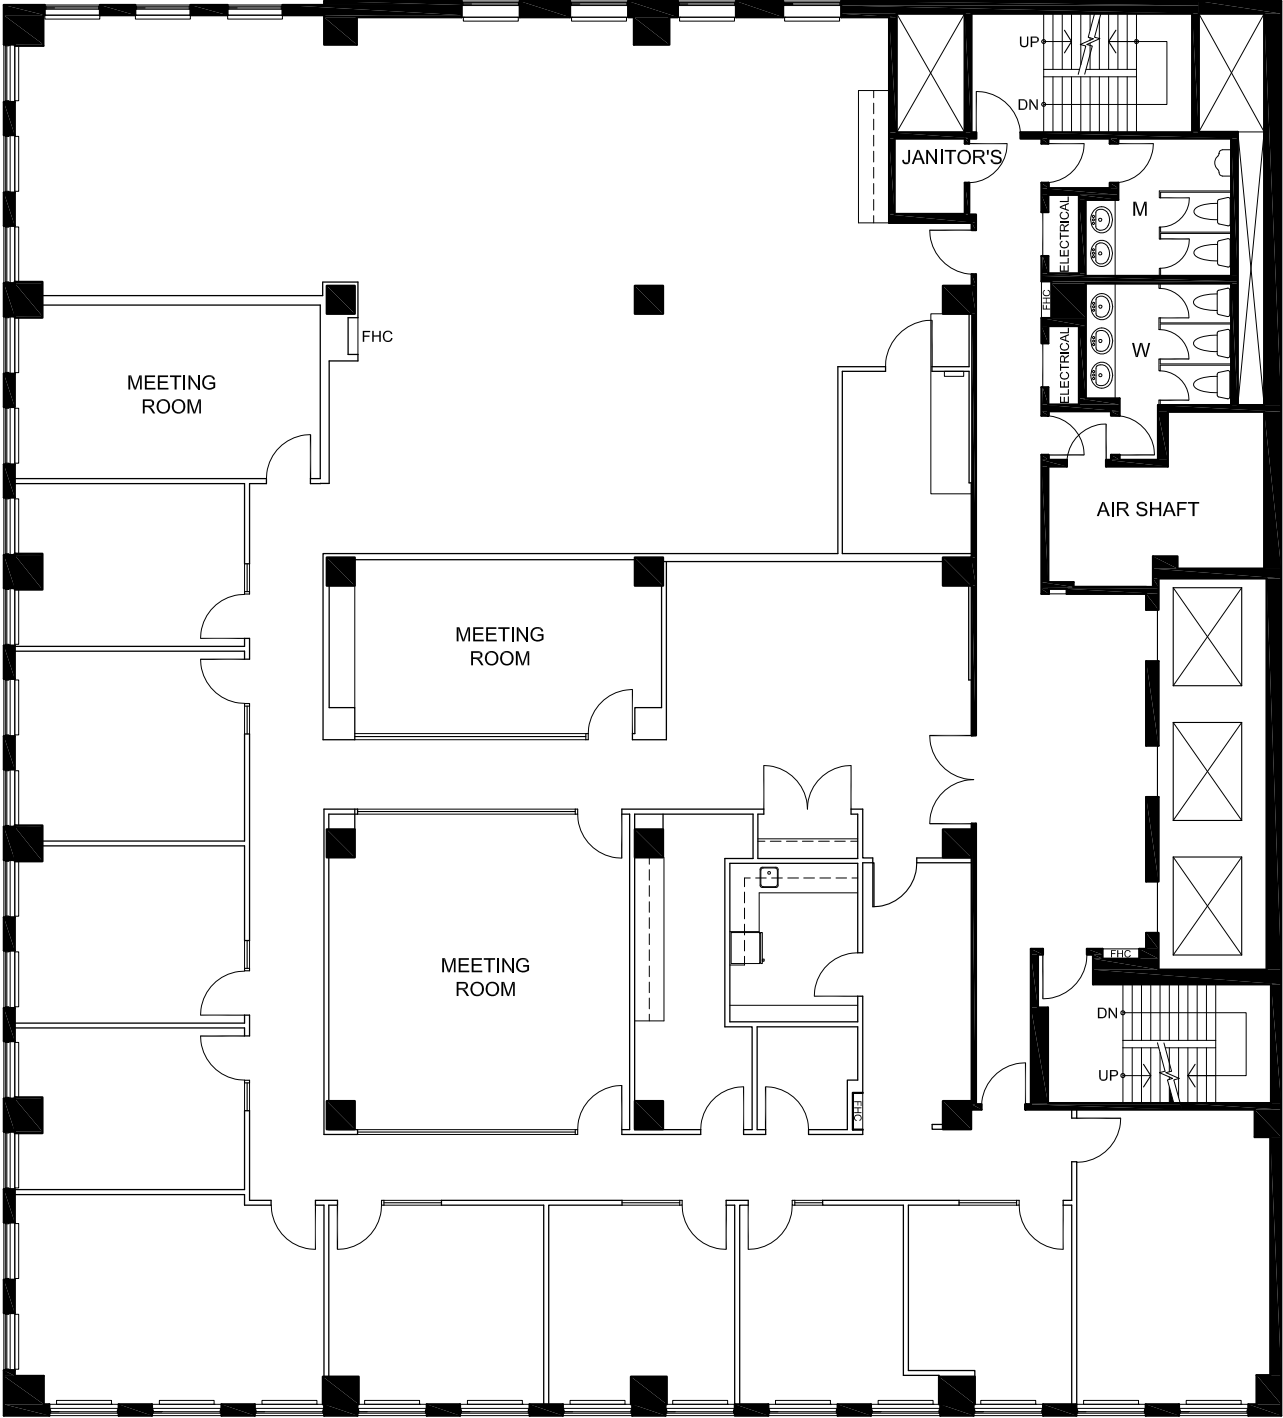 UP
DN
JANITOR'S
M
ELECTRICAL
FHC
FHC
W
ELECTRICAL
MEETING
ROOM
AIR SHAFT
MEETING
ROOM
MEETING
ROOM
FHC
DN
UP
FHC